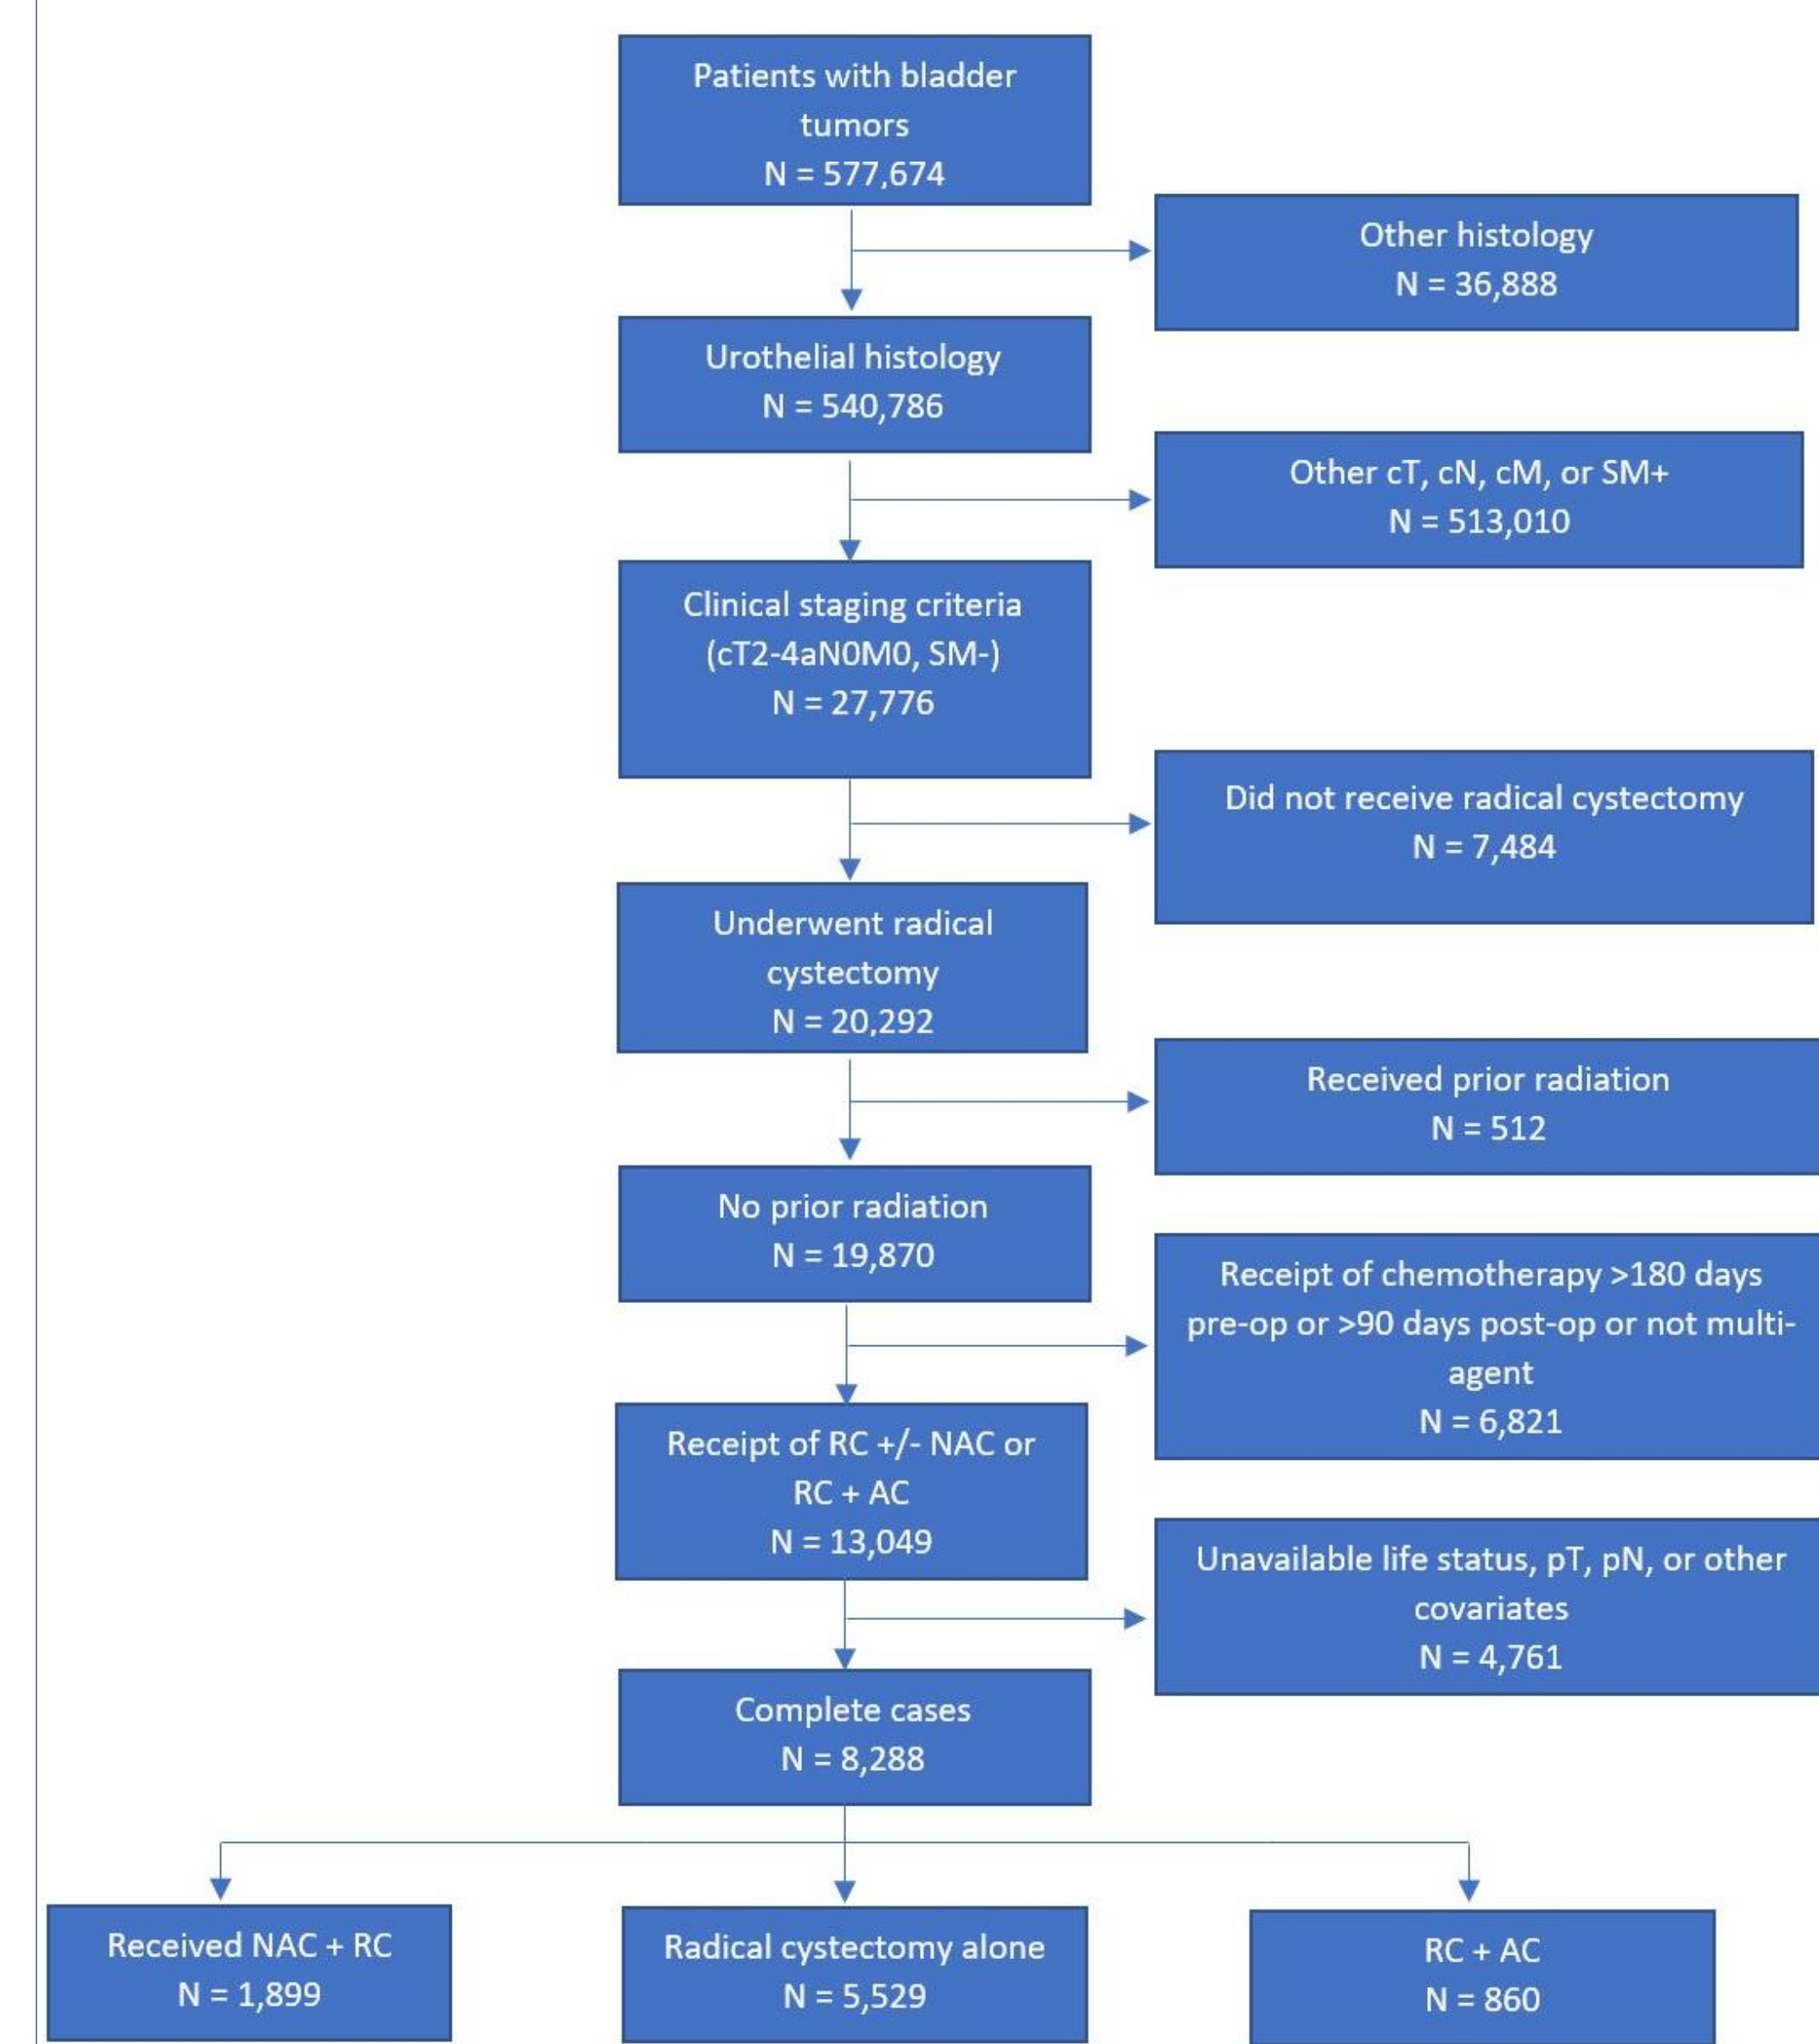 Patients with bladder
tumors
N = 577,674
Other histology
N = 36,888
Urothelial histology
N = 540,786
Other cT, cN, cM, or SM+
N = 513,010
Clinical staging criteria
(cT2-4aN0M0, SM-)
N = 27,776
Did not receive radical cystectomy
N = 7,484
Underwent radical
cystectomy
N = 20,292
Received prior radiation
N = 512
No prior radiation
N = 19,870
Receipt of chemotherapy >180 days
pre-op or >90 days post-op or not multi-
agent
N = 6,821
Receipt of RC +/- NAC or
RC + AC
N = 13,049
Unavailable life status, pT, pN, or other
covariates
N = 4,761
Complete cases
N = 8,288
Received NAC + RC
N = 1,899
Radical cystectomy alone
N = 5,529
RC + AC
N = 860